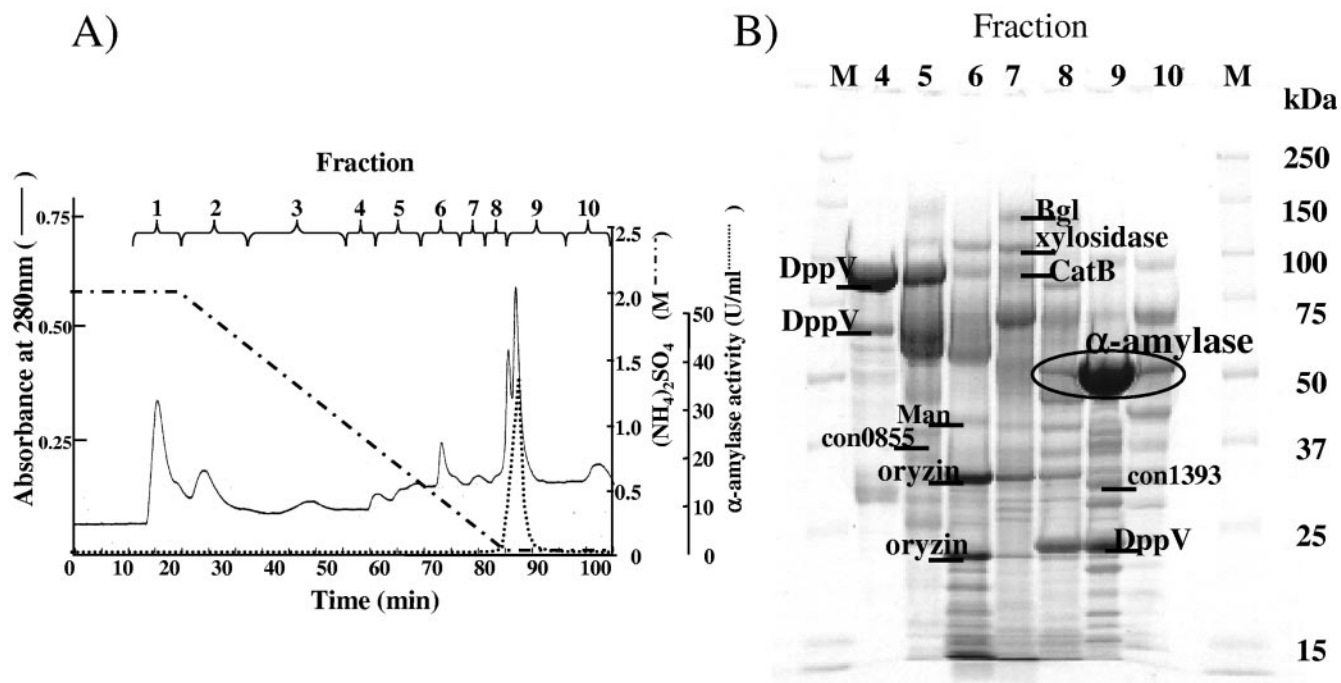 A)
Fraction
1 2 3 4 5 6 7 8 9 10
Absorbance at 280nm ( —— )
0.75
0.50
0.25
0
2.5
2.0
1.5
1.0
0.5
0
(NH4)2SO4 (M -·-·-)
50
40
30
20
10
0
α-amylase activity (U/ml ········)
0 10 20 30 40 50 60 70 80 90 100
Time (min)
B)
Fraction
M 4 5 6 7 8 9 10 M
kDa
250
150
100
75
50
37
25
15
Bgl
xylosidase
DppV
CatB
DppV
α-amylase
Man
con0855
oryzin
con1393
oryzin
DppV